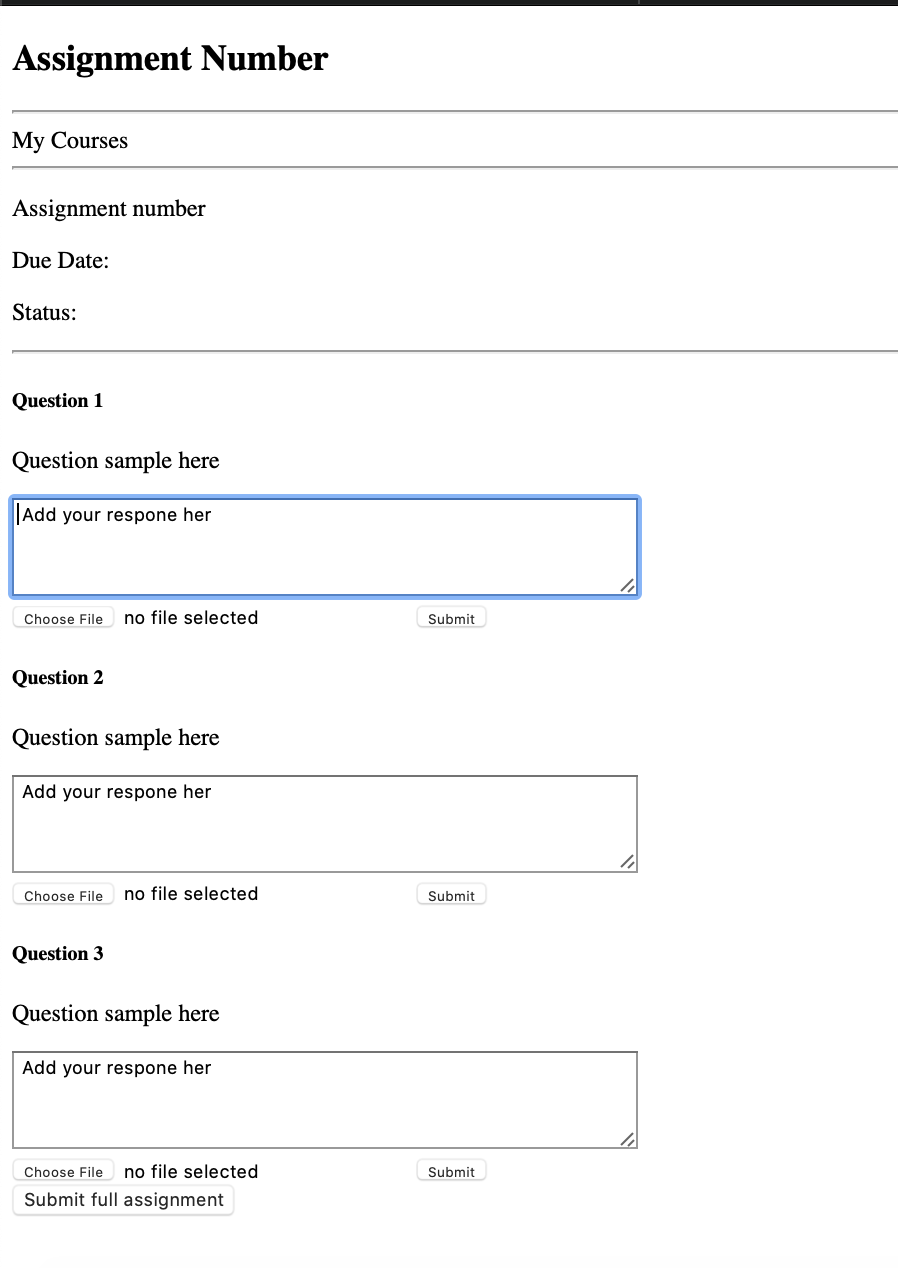 Assignment Number
My Courses
Assignment number
Due Date:
Status:
Question 1
Question sample here
Add your respone her
Choose File no file selected Submit
Question 2
Question sample here
Add your respone her
Choose File no file selected Submit
Question 3
Question sample here
Add your respone her
Choose File no file selected Submit
Submit full assignment